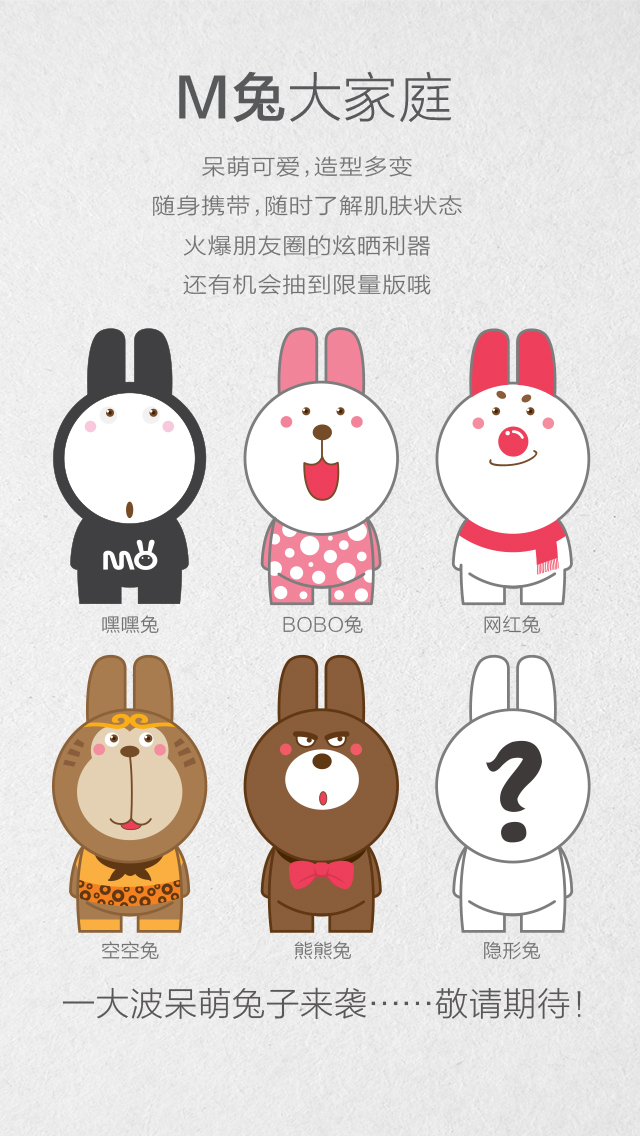 M兔大家庭
呆萌可爱,造型多变
随身携带,随时了解肌肤状态
火爆朋友圈的炫晒利器
还有机会抽到限量版哦
嘿嘿兔
BOBO兔
网红兔
?
空空兔
熊熊兔
隐形兔
一大波呆萌兔子来袭……敬请期待!